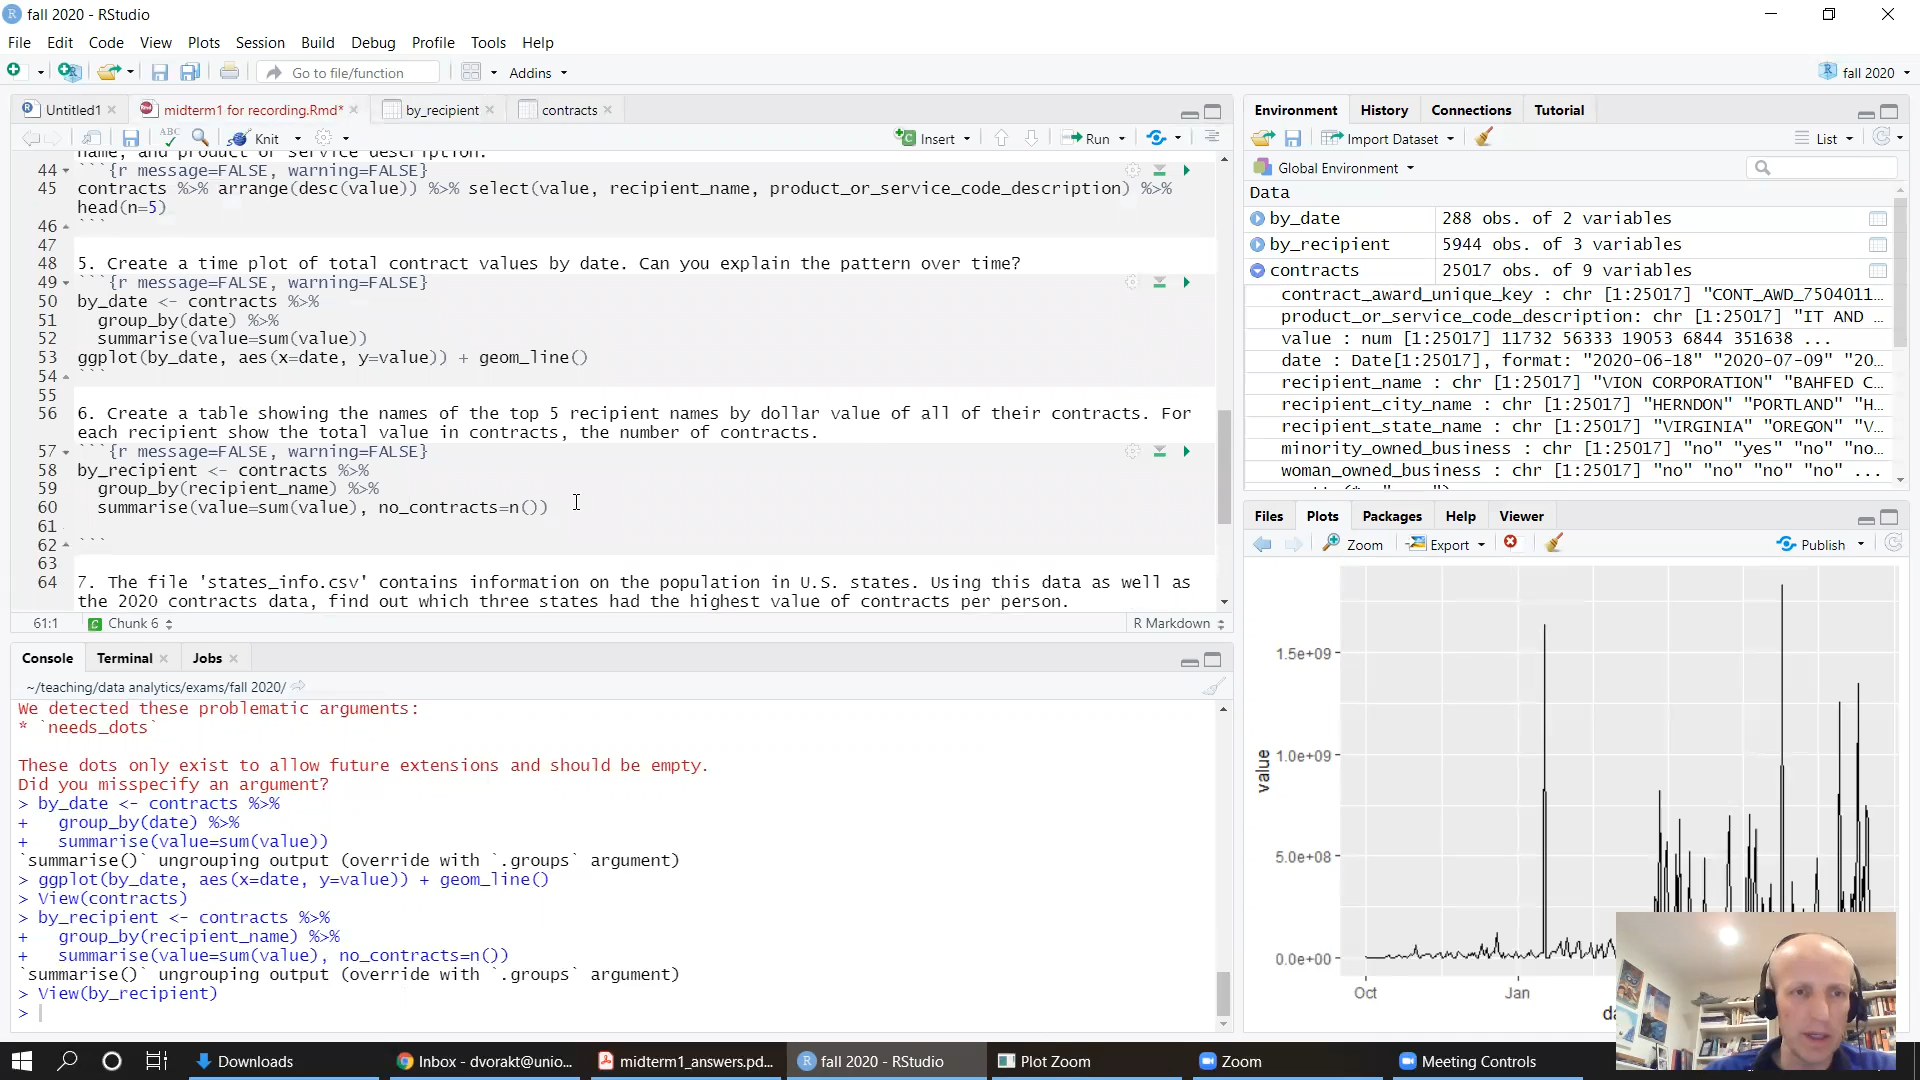 fall 2020 - RStudio
File Edit Code View Plots Session Build Debug Profile Tools Help
Go to file/function Addins fall 2020
Untitled1 midterm1 for recording.Rmd* by_recipient contracts
ABC Knit Insert Run
name, and product or service description.
44 ```{r message=FALSE, warning=FALSE}
45 contracts %>% arrange(desc(value)) %>% select(value, recipient_name, product_or_service_code_description) %>%
head(n=5)
46 ```
47
48 5. Create a time plot of total contract values by date. Can you explain the pattern over time?
49 ```{r message=FALSE, warning=FALSE}
50 by_date <- contracts %>%
51 group_by(date) %>%
52 summarise(value=sum(value))
53 ggplot(by_date, aes(x=date, y=value)) + geom_line()
54 ```
55
56 6. Create a table showing the names of the top 5 recipient names by dollar value of all of their contracts. For
each recipient show the total value in contracts, the number of contracts.
57 ```{r message=FALSE, warning=FALSE}
58 by_recipient <- contracts %>%
59 group_by(recipient_name) %>%
60 summarise(value=sum(value), no_contracts=n())
61
62 ```
63
64 7. The file 'states_info.csv' contains information on the population in U.S. states. Using this data as well as
the 2020 contracts data, find out which three states had the highest value of contracts per person.
61:1 Chunk 6 R Markdown
Console Terminal Jobs
~/teaching/data analytics/exams/fall 2020/
We detected these problematic arguments:
* `needs_dots`
These dots only exist to allow future extensions and should be empty.
Did you misspecify an argument?
> by_date <- contracts %>%
+ group_by(date) %>%
+ summarise(value=sum(value))
`summarise()` ungrouping output (override with `.groups` argument)
> ggplot(by_date, aes(x=date, y=value)) + geom_line()
> View(contracts)
> by_recipient <- contracts %>%
+ group_by(recipient_name) %>%
+ summarise(value=sum(value), no_contracts=n())
`summarise()` ungrouping output (override with `.groups` argument)
> View(by_recipient)
>
Environment History Connections Tutorial
Import Dataset List
Global Environment
Data
by_date 288 obs. of 2 variables
by_recipient 5944 obs. of 3 variables
contracts 25017 obs. of 9 variables
contract_award_unique_key : chr [1:25017] "CONT_AWD_7504011…
product_or_service_code_description: chr [1:25017] "IT AND …
value : num [1:25017] 11732 56333 19053 6844 351638 ...
date : Date[1:25017], format: "2020-06-18" "2020-07-09" "20…
recipient_name : chr [1:25017] "VION CORPORATION" "BAHFED C…
recipient_city_name : chr [1:25017] "HERNDON" "PORTLAND" "H…
recipient_state_name : chr [1:25017] "VIRGINIA" "OREGON" "V…
minority_owned_business : chr [1:25017] "no" "yes" "no" "no…
woman_owned_business : chr [1:25017] "no" "no" "no" "no" ...
Files Plots Packages Help Viewer
Zoom Export Publish
value
1.5e+09
1.0e+09
5.0e+08
0.0e+00
Oct Jan
da
Downloads Inbox - dvorakt@unio... midterm1_answers.pd... fall 2020 - RStudio Plot Zoom Zoom Meeting Controls